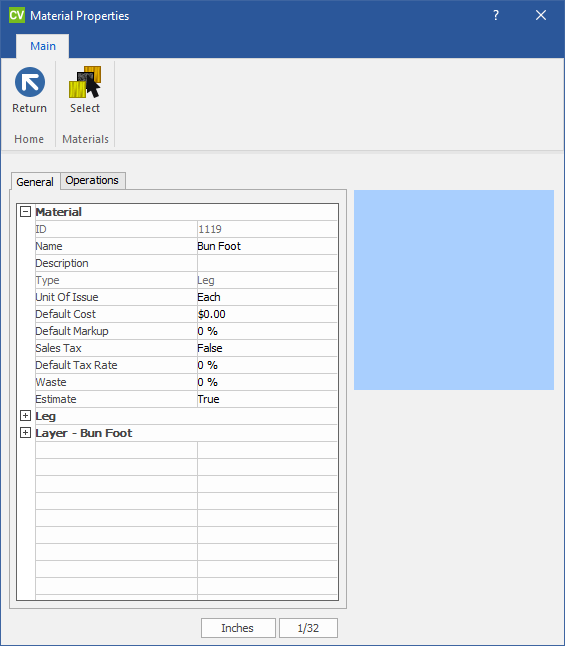 CV Material Properties ?
Main
Return
Select
Home
Materials
General
Operations
Material
ID 1119
Name Bun Foot
Description
Type Leg
Unit Of Issue Each
Default Cost $0.00
Default Markup 0 %
Sales Tax False
Default Tax Rate 0 %
Waste 0 %
Estimate True
Leg
Layer - Bun Foot
Inches
1/32